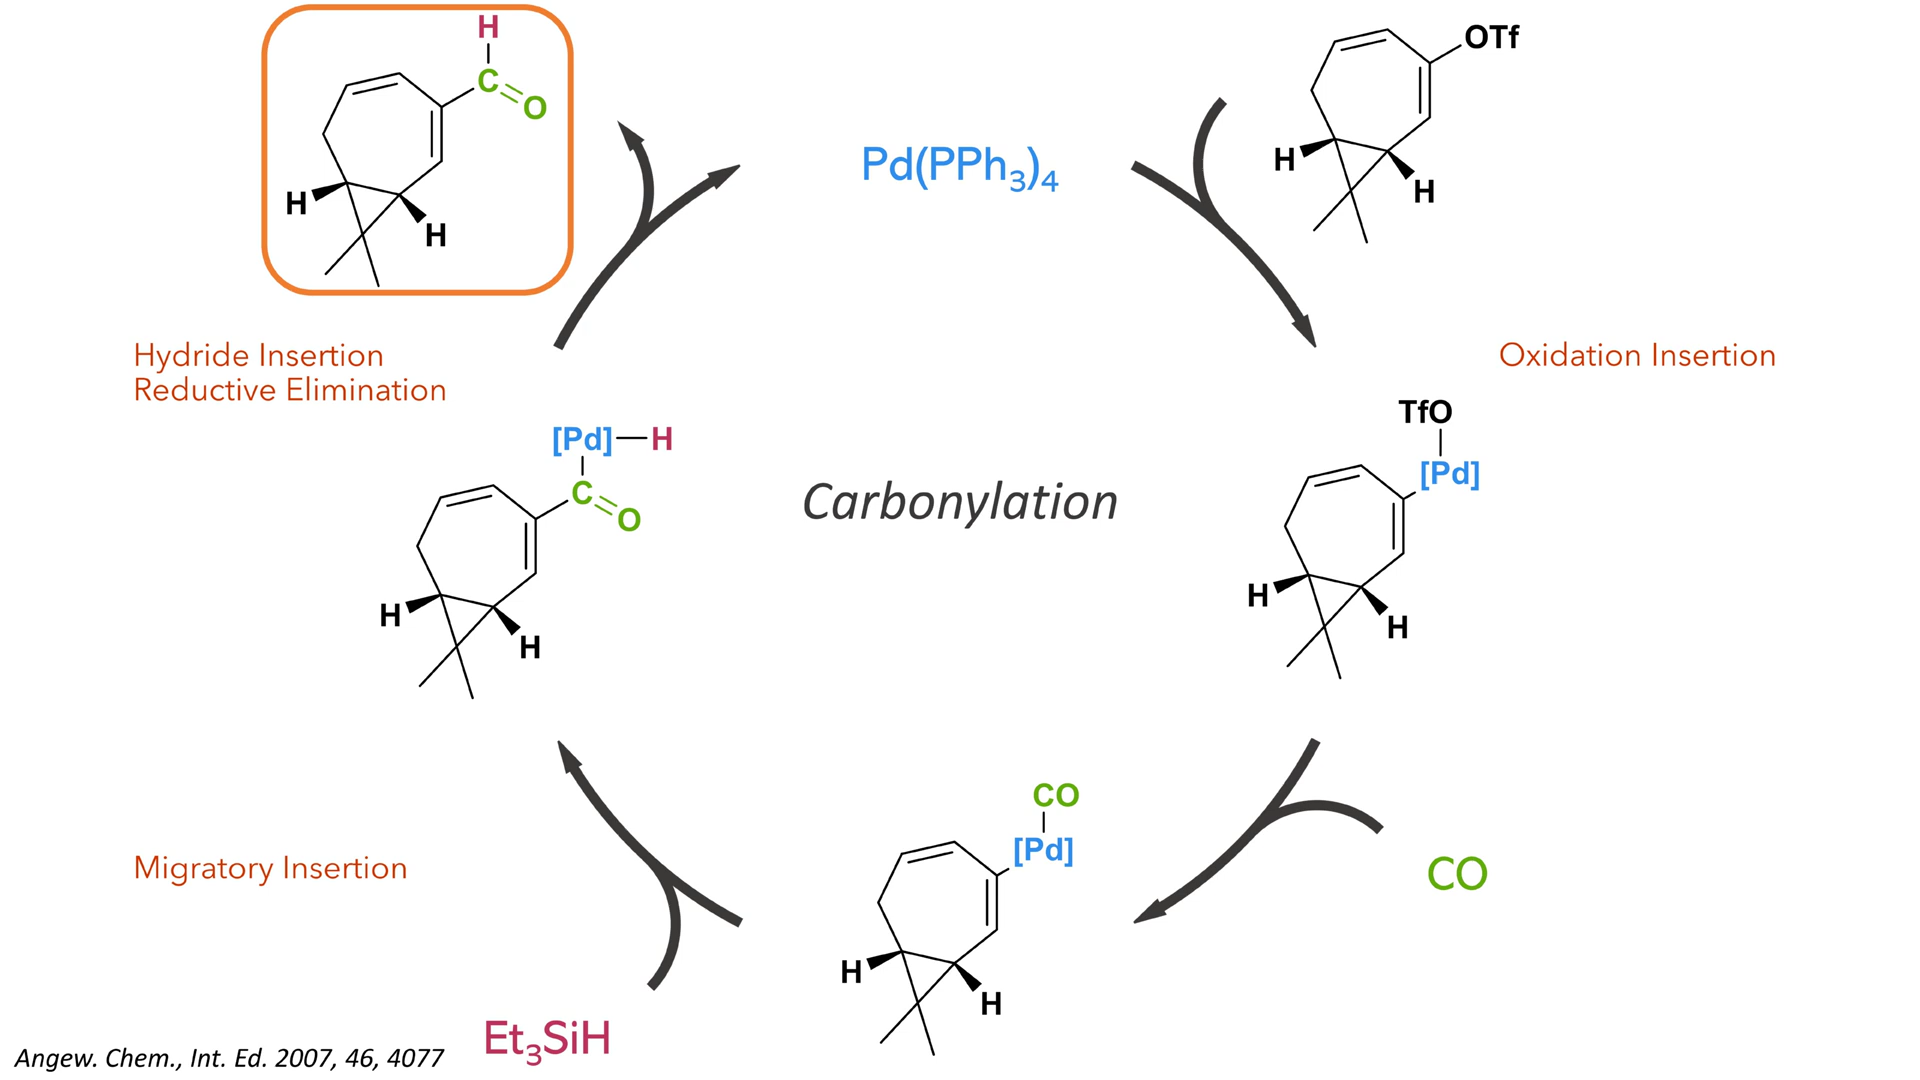 H
C
O
H
H
Pd(PPh3)4
OTf
H
H
Hydride Insertion
Reductive Elimination
Oxidation Insertion
[Pd]—H
C
O
H
H
Carbonylation
TfO
[Pd]
H
H
Migratory Insertion
CO
[Pd]
H
H
CO
Et3SiH
Angew. Chem., Int. Ed. 2007, 46, 4077